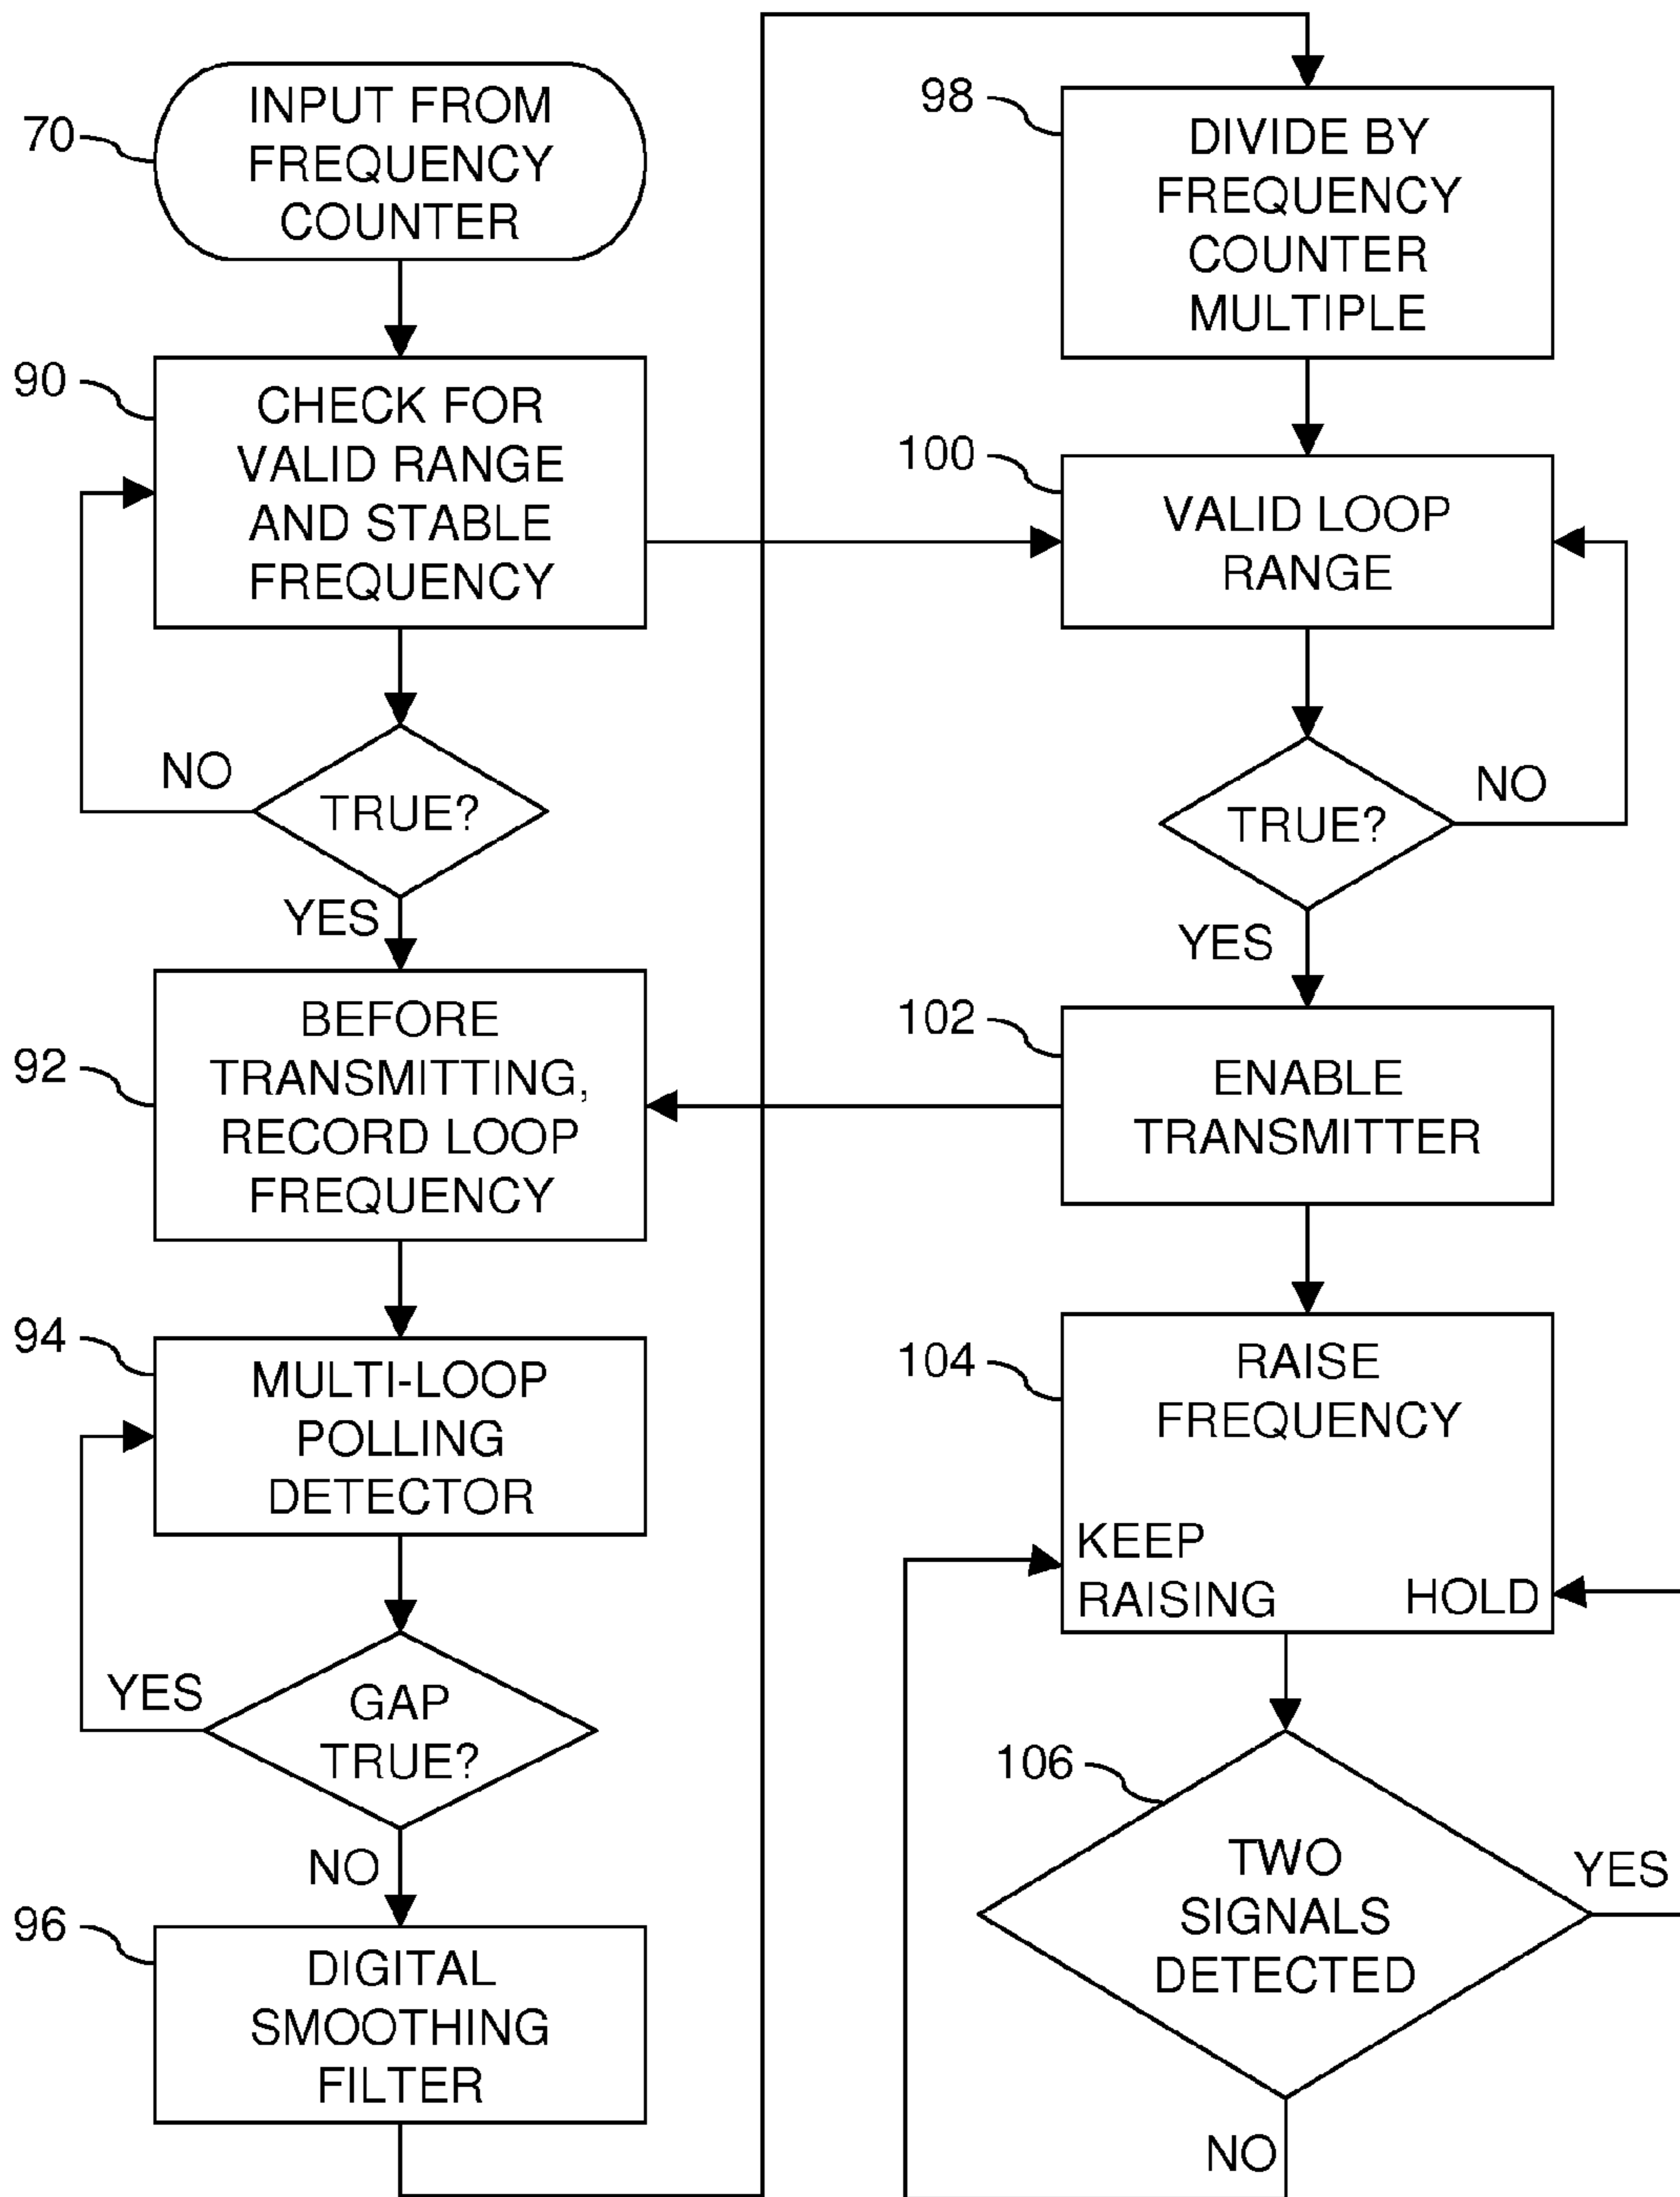 70
INPUT FROM
FREQUENCY
COUNTER
90
CHECK FOR
VALID RANGE
AND STABLE
FREQUENCY
NO
TRUE?
YES
92
BEFORE
TRANSMITTING,
RECORD LOOP
FREQUENCY
94
MULTI-LOOP
POLLING
DETECTOR
YES
GAP
TRUE?
NO
96
DIGITAL
SMOOTHING
FILTER
98
DIVIDE BY
FREQUENCY
COUNTER
MULTIPLE
100
VALID LOOP
RANGE
TRUE?
NO
YES
102
ENABLE
TRANSMITTER
104
RAISE
FREQUENCY
KEEP
RAISING
HOLD
106
TWO
SIGNALS
DETECTED
YES
NO